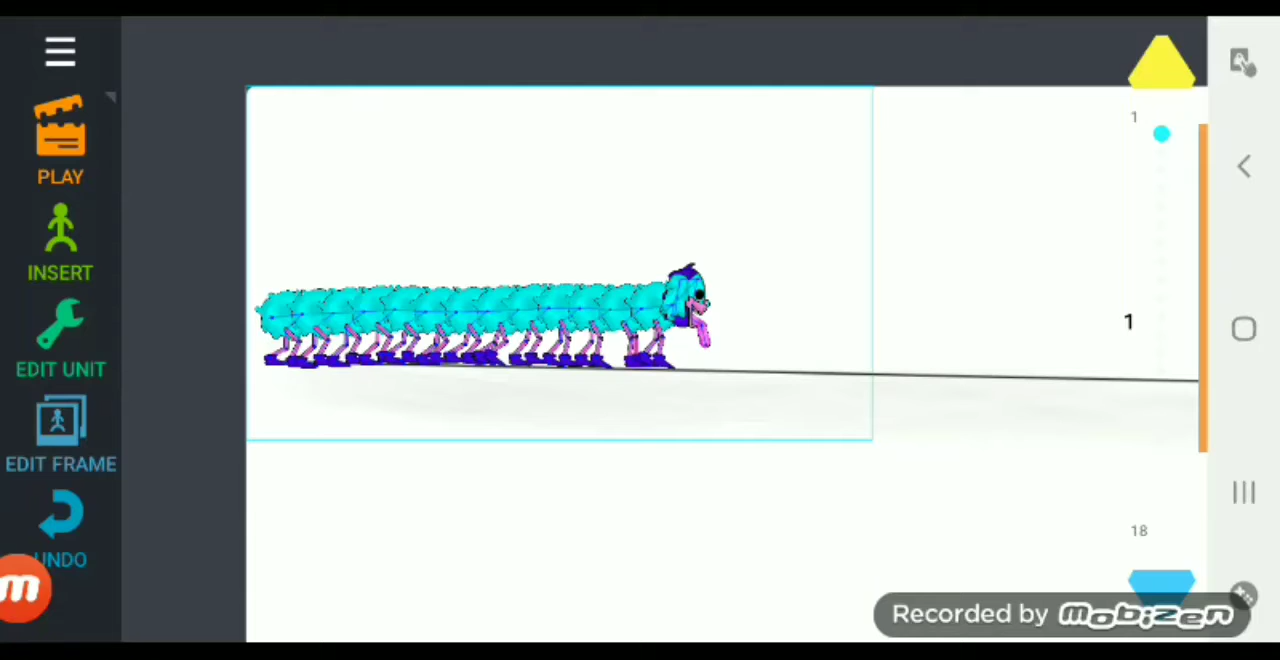 PLAY
INSERT
EDIT UNIT
EDIT FRAME
UNDO
m
1
1
18
Recorded by Mobizen